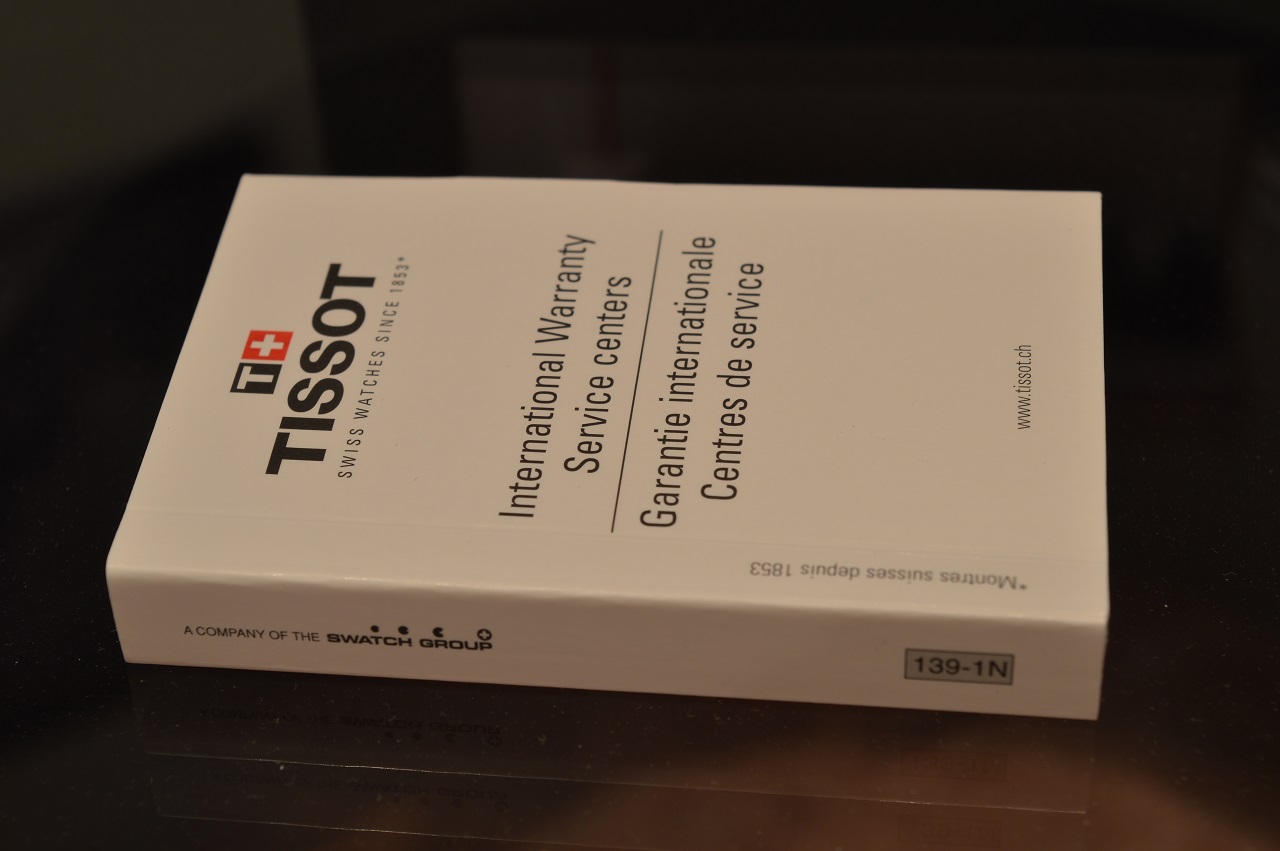 T+
TISSOT
SWISS WATCHES SINCE 1853*
International Warranty
Service centers
Garantie internationale
Centres de service
www.tissot.ch
*Montres suisses depuis 1853
A COMPANY OF THE SWATCH GROUP
139-1N